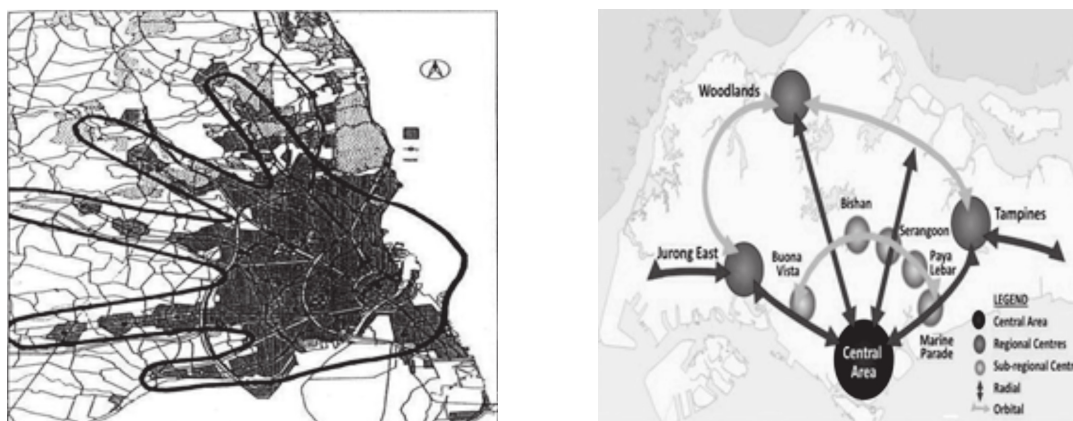 Woodlands
Bishan
Tampines
Serangoon
Jurong East
Buona
Vista
Paya
Lebar
LEGEND
Central Area
Marine
Parade
Regional Centres
Central
Area
Sub-regional Cent
Radial
Orbital